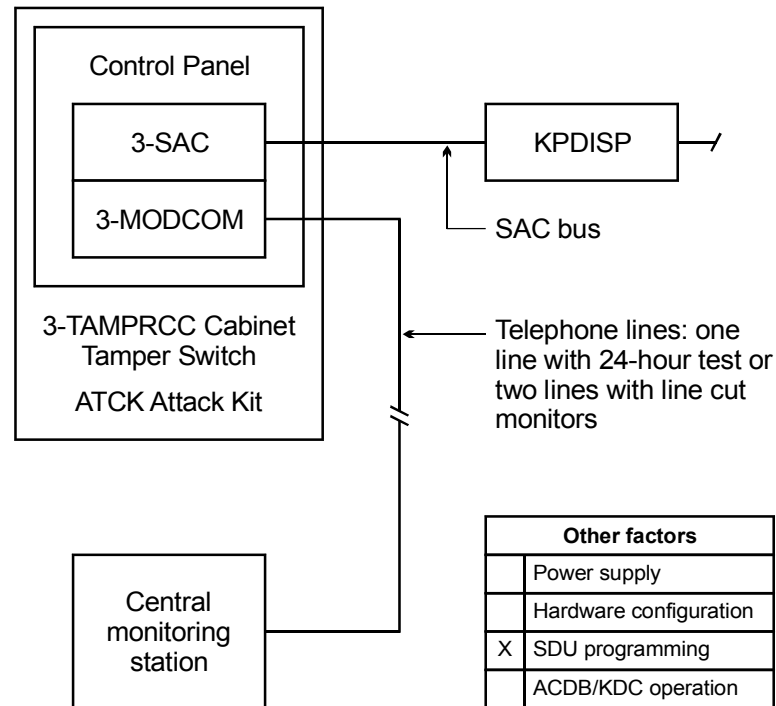 Control Panel
3-SAC
KPDISP
3-MODCOM
SAC bus
3-TAMPRCC Cabinet
Tamper Switch
ATCK Attack Kit
Telephone lines: one
line with 24-hour test or
two lines with line cut
monitors
Central
monitoring
station
Other factors
Power supply
Hardware configuration
X SDU programming
ACDB/KDC operation